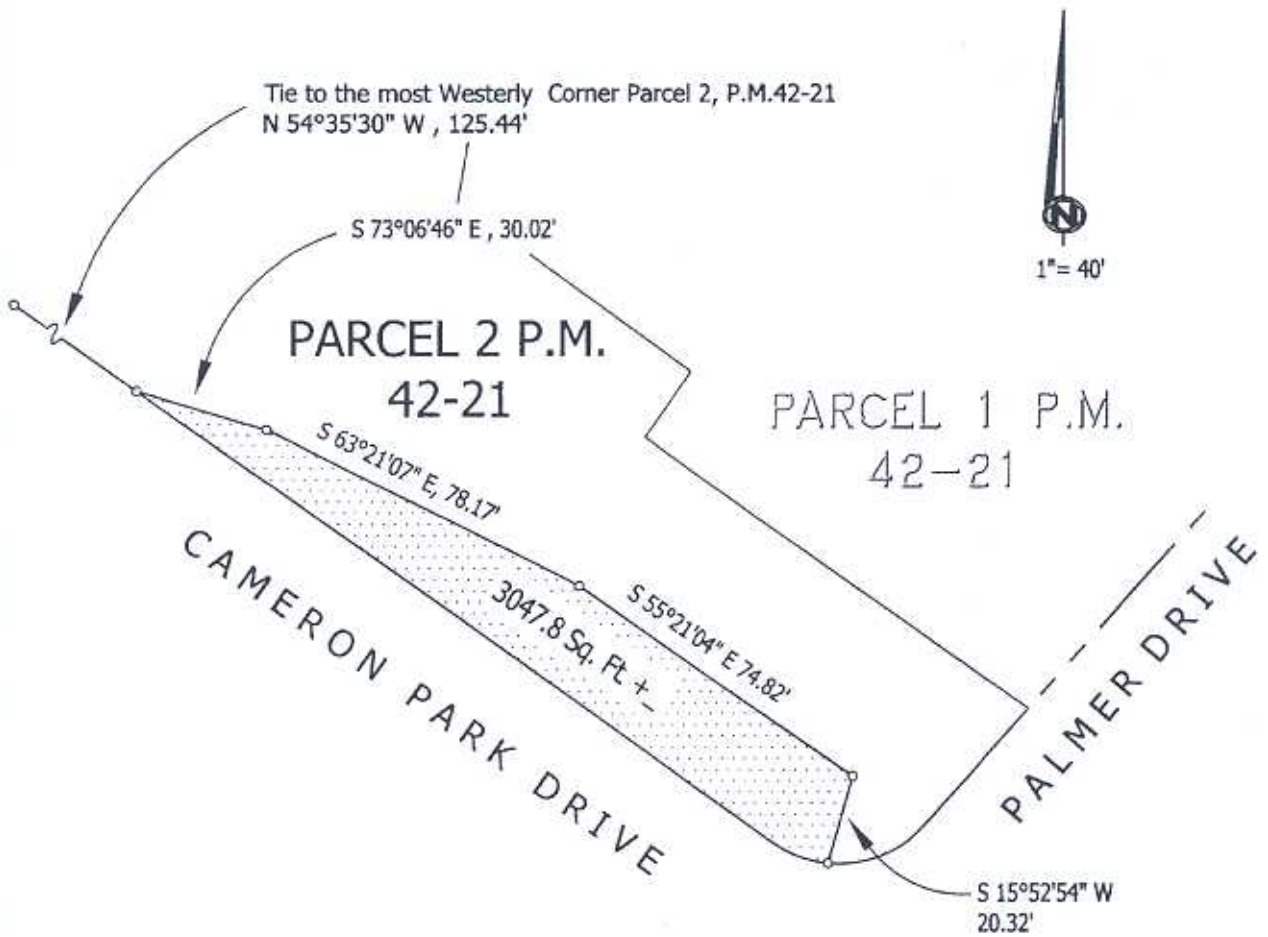 Tie to the most Westerly Corner Parcel 2, P.M.42-21
N 54°35'30" W , 125.44'
S 73°06'46" E , 30.02'
N
1"= 40'
PARCEL 2 P.M.
42-21
PARCEL 1 P.M.
42-21
S 63°21'07" E, 78.17'
S 55°21'04" E 74.82'
3047.8 Sq. Ft. +_
CAMERON PARK DRIVE
PALMER DRIVE
S 15°52'54" W
20.32'